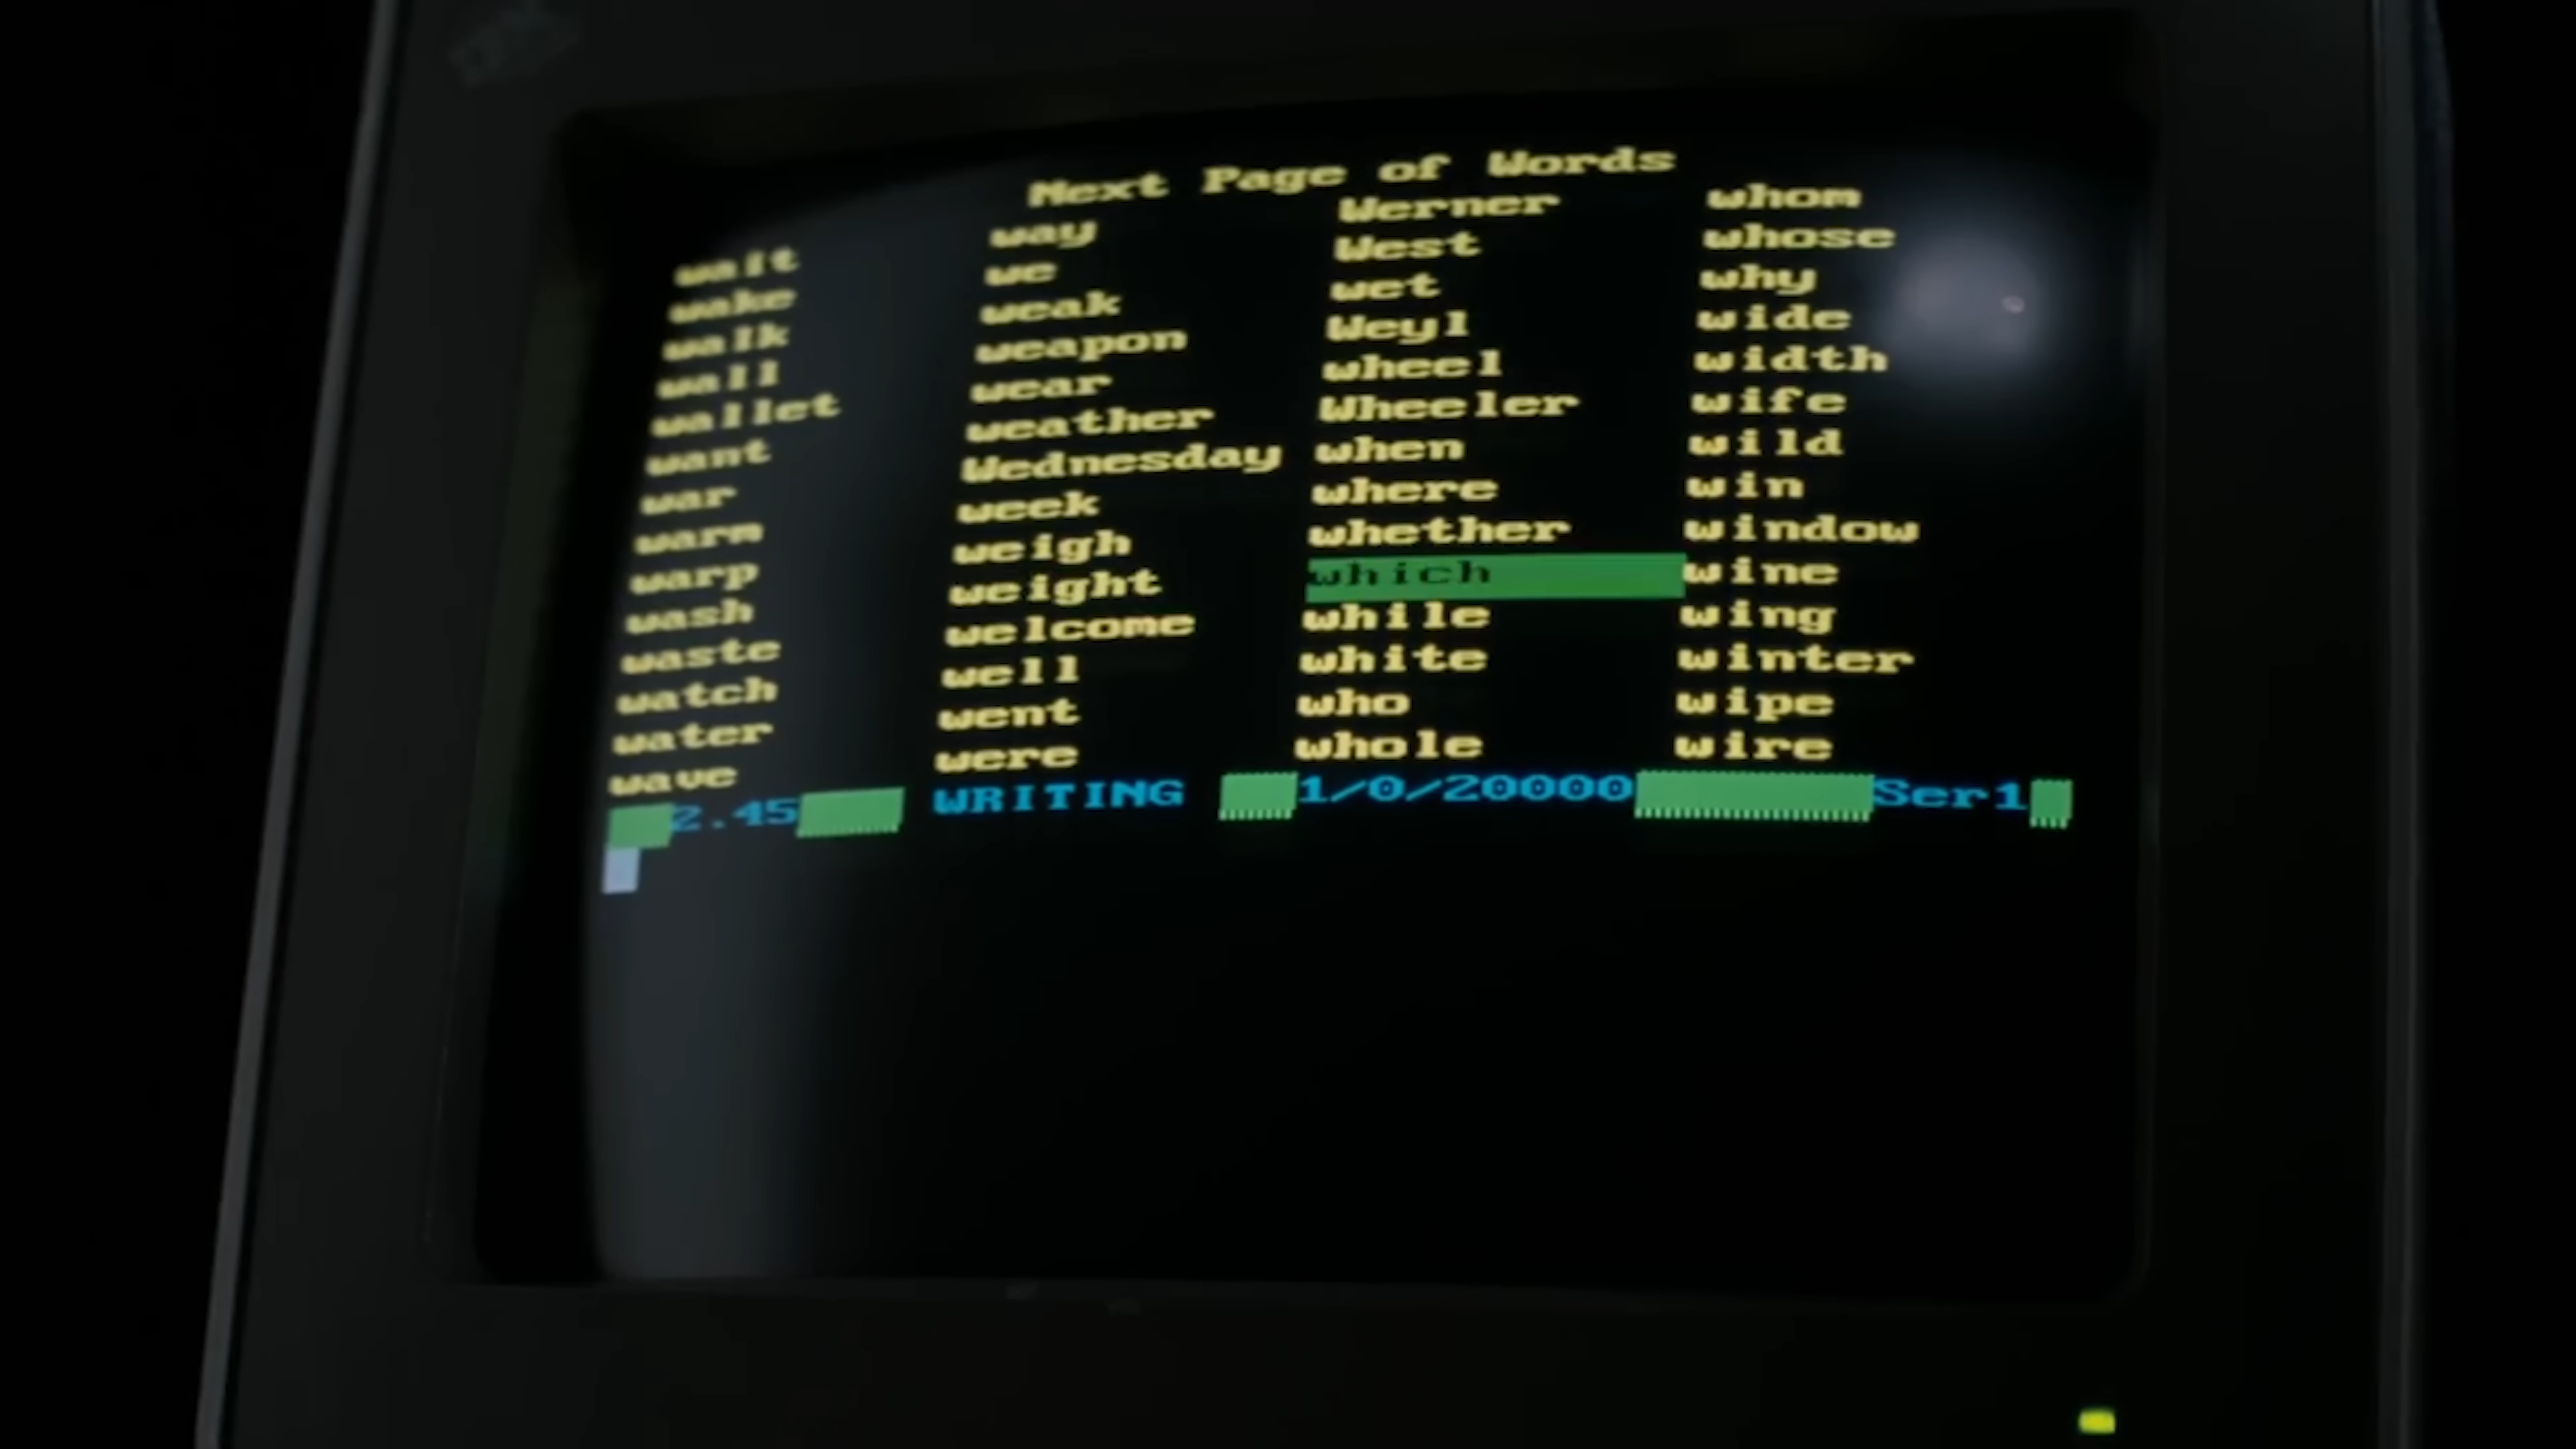 Next Page of Words
wait way Werner whom
wake we West whose
walk weak wet why
wall weapon Weyl wide
wallet wear wheel width
want weather Wheeler wife
war Wednesday when wild
warm week where win
warp weigh whether window
wash weight which wine
waste welcome while wing
watch well white winter
water went who wipe
wave were whole wire
2.45 WRITING 1/0/20000 Ser1